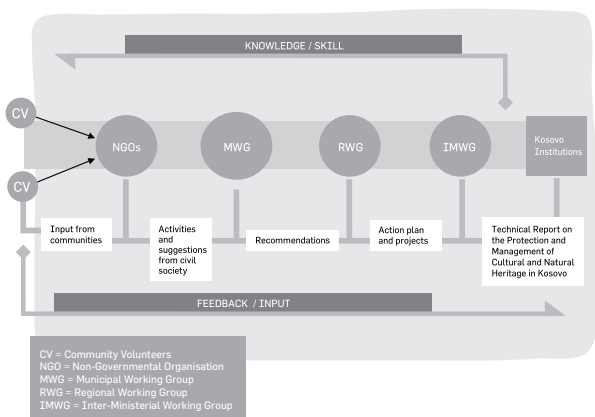 KNOWLEDGE / SKILL
CV
NGOs
MWG
RWG
IMWG
Kosovo
Institutions
CV
Input from
communities
Activities
and
suggestions
from civil
society
Recommendations
Action plan
and projects
Technical Report on
the Protection and
Management of
Cultural and Natural
Heritage in Kosovo
FEEDBACK / INPUT
CV = Community Volunteers
NGO = Non-Governmental Organisation
MWG = Municipal Working Group
RWG = Regional Working Group
IMWG = Inter-Ministerial Working Group